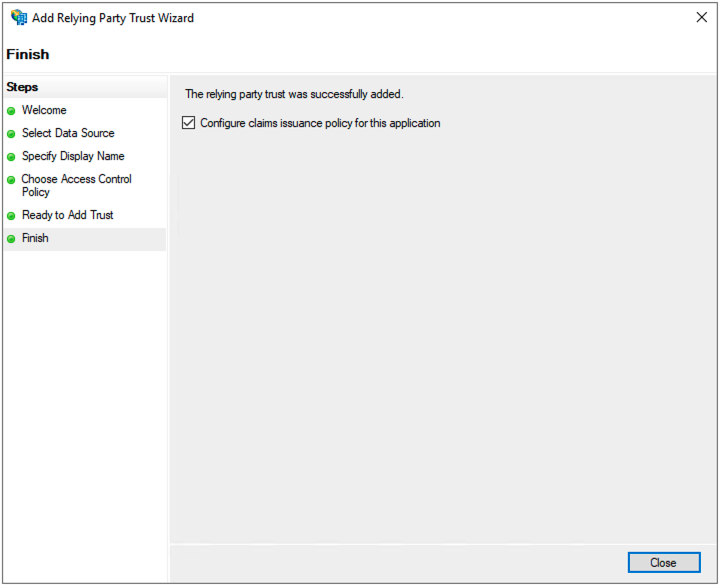 Add Relying Party Trust Wizard
Finish
Steps
Welcome
Select Data Source
Specify Display Name
Choose Access Control
Policy
Ready to Add Trust
Finish
The relying party trust was successfully added.
Configure claims issuance policy for this application
Close